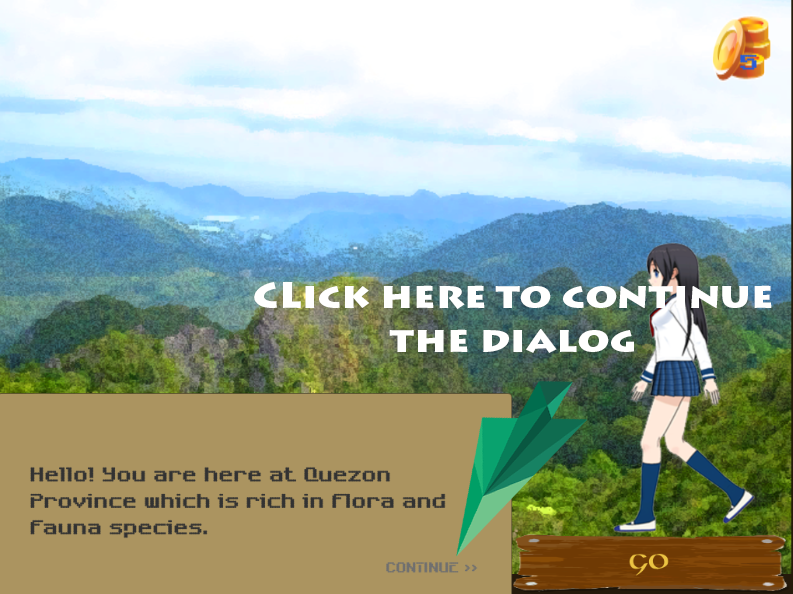 5
CLICK HERE TO CONTINUE
THE DIALOG
Hello! You are here at Quezon
Province which is rich in flora and
fauna species.
CONTINUE >>
GO